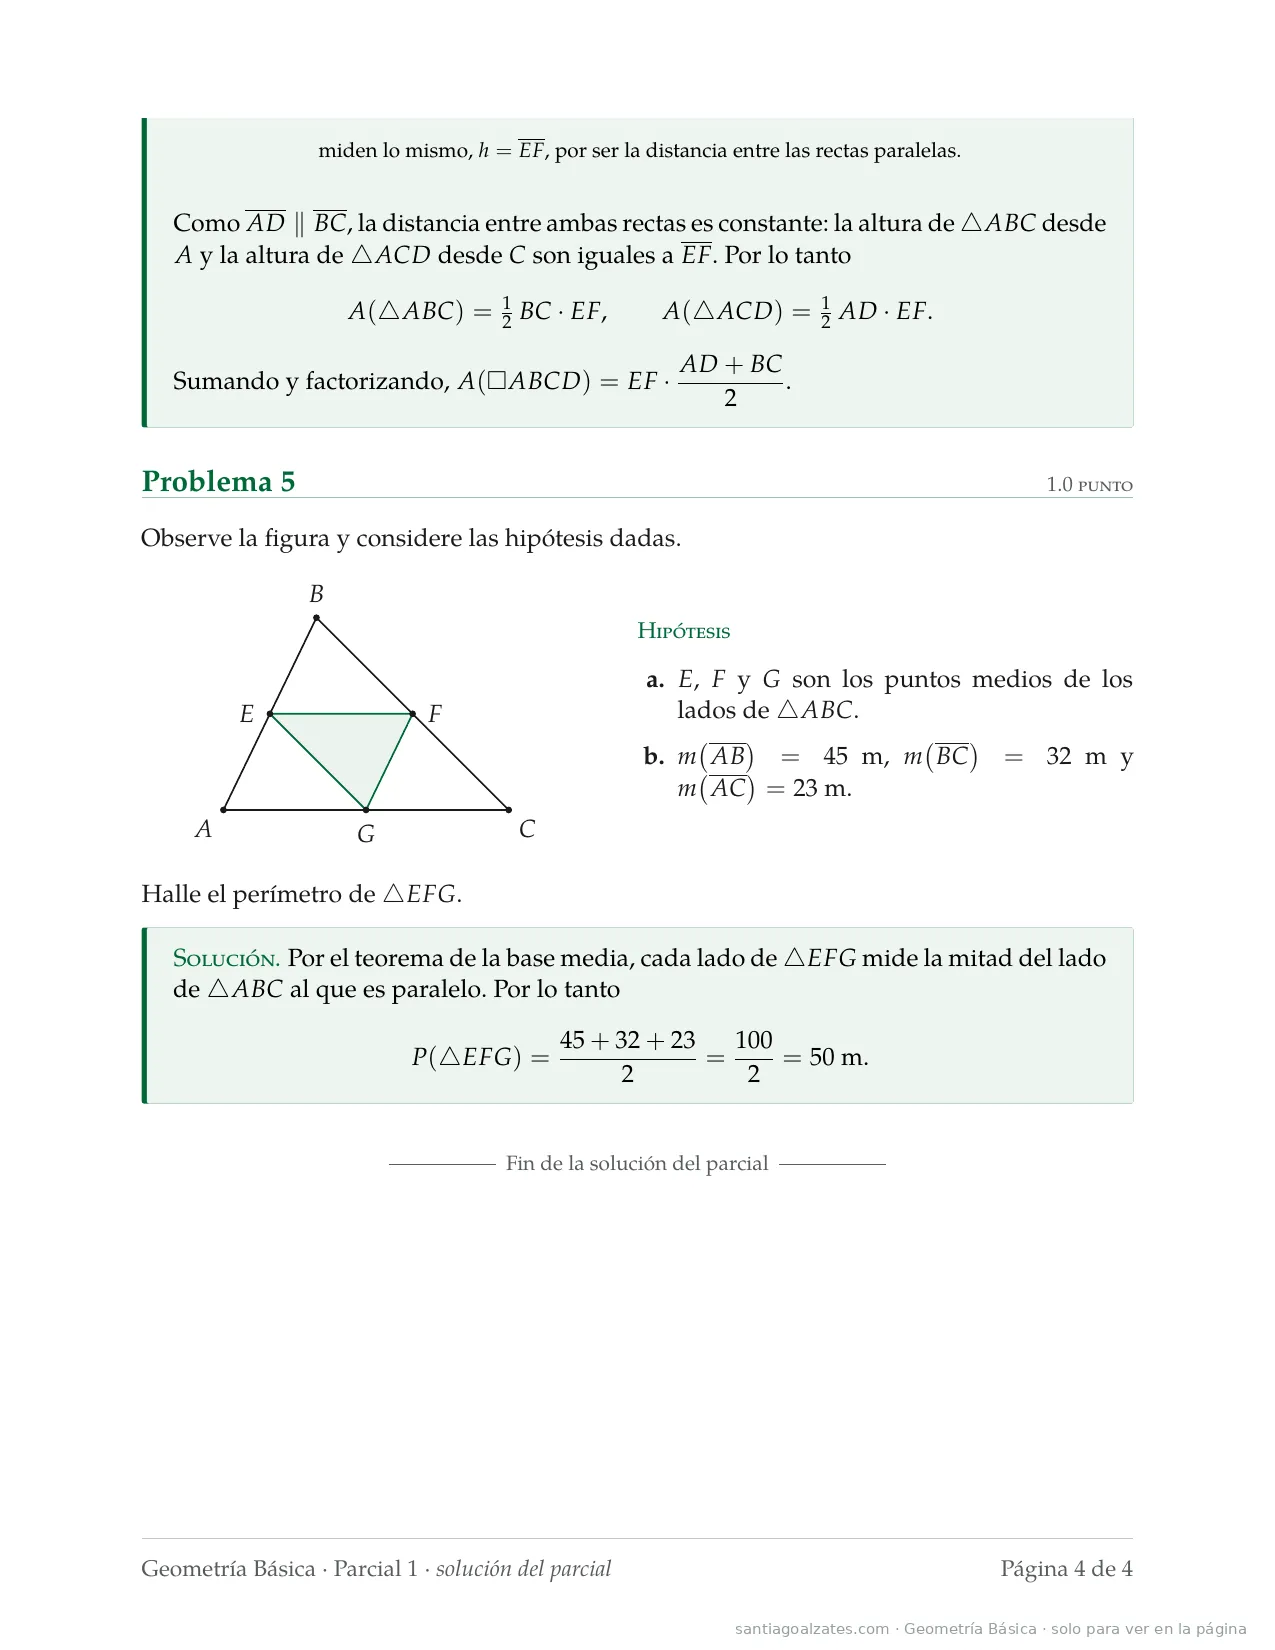 miden lo mismo, h = EF, por ser la distancia entre las rectas paralelas.
Como AD ∥ BC, la distancia entre ambas rectas es constante: la altura de △ABC desde
A y la altura de △ACD desde C son iguales a EF. Por lo tanto
A(△ABC) = 1/2 BC · EF, A(△ACD) = 1/2 AD · EF.
Sumando y factorizando, A(□ABCD) = EF · (AD + BC)/2.
Problema 5 1.0 PUNTO
Observe la figura y considere las hipótesis dadas.
B
E F
A G C
HIPÓTESIS
a. E, F y G son los puntos medios de los
lados de △ABC.
b. m(AB) = 45 m, m(BC) = 32 m y
m(AC) = 23 m.
Halle el perímetro de △EFG.
SOLUCIÓN. Por el teorema de la base media, cada lado de △EFG mide la mitad del lado
de △ABC al que es paralelo. Por lo tanto
P(△EFG) = (45 + 32 + 23)/2 = 100/2 = 50 m.
Fin de la solución del parcial
Geometría Básica · Parcial 1 · solución del parcial Página 4 de 4
santiagoalzates.com · Geometría Básica · solo para ver en la página